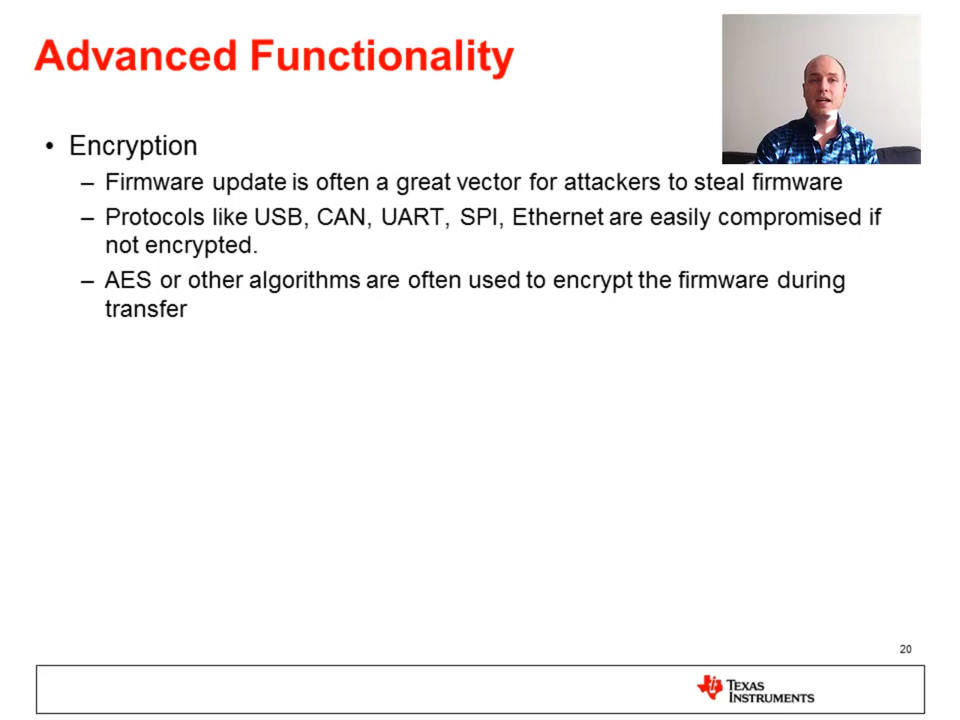 Advanced Functionality
• Encryption
– Firmware update is often a great vector for attackers to steal firmware
– Protocols like USB, CAN, UART, SPI, Ethernet are easily compromised if
not encrypted.
– AES or other algorithms are often used to encrypt the firmware during
transfer
20
TEXAS
INSTRUMENTS